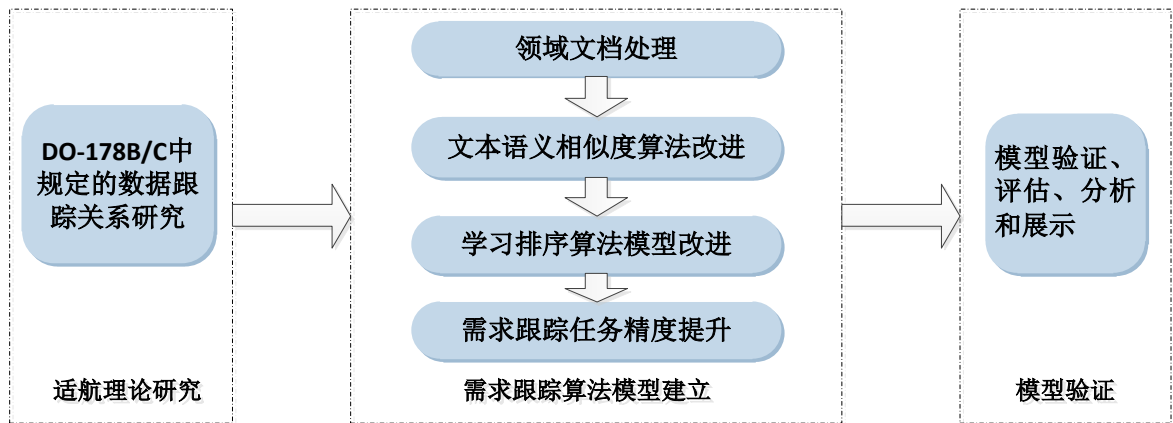 DO-178B/C中
规定的数据跟
踪关系研究
适航理论研究
领域文档处理
文本语义相似度算法改进
学习排序算法模型改进
需求跟踪任务精度提升
需求跟踪算法模型建立
模型验证、
评估、分析
和展示
模型验证